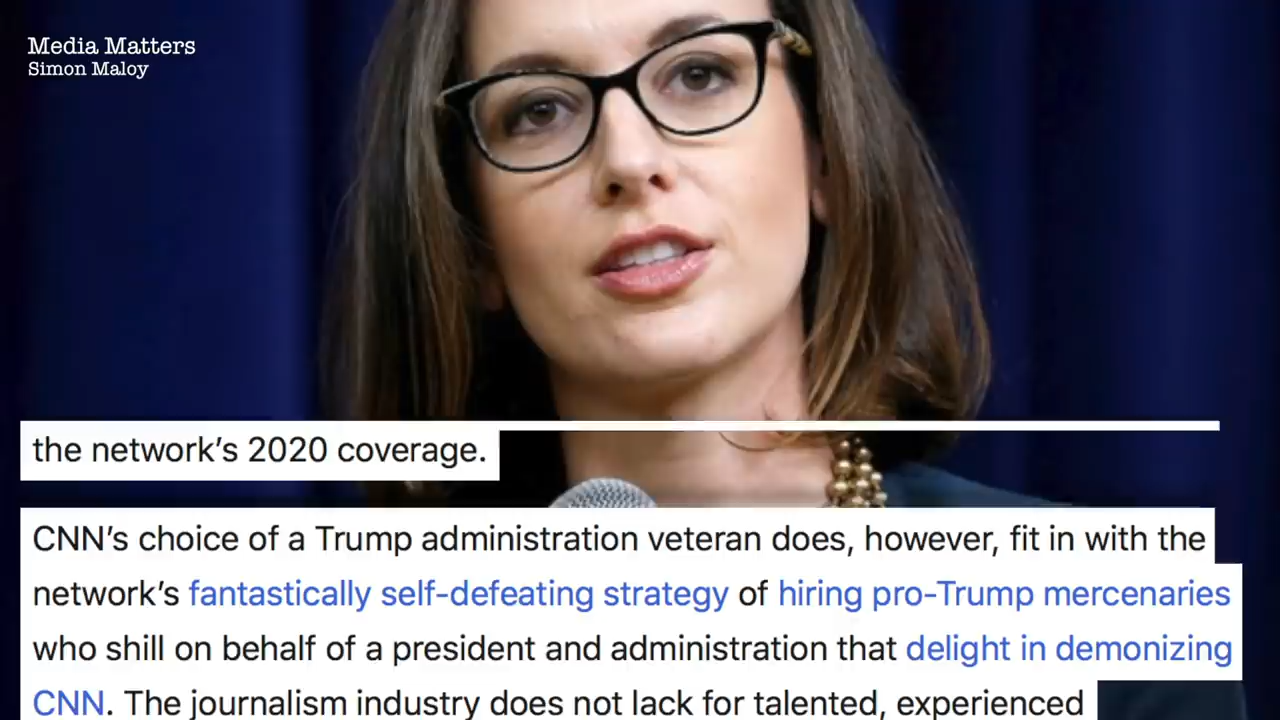 Media Matters
Simon Maloy
the network’s 2020 coverage.
CNN’s choice of a Trump administration veteran does, however, fit in with the
network’s fantastically self-defeating strategy of hiring pro-Trump mercenaries
who shill on behalf of a president and administration that delight in demonizing
CNN. The journalism industry does not lack for talented, experienced